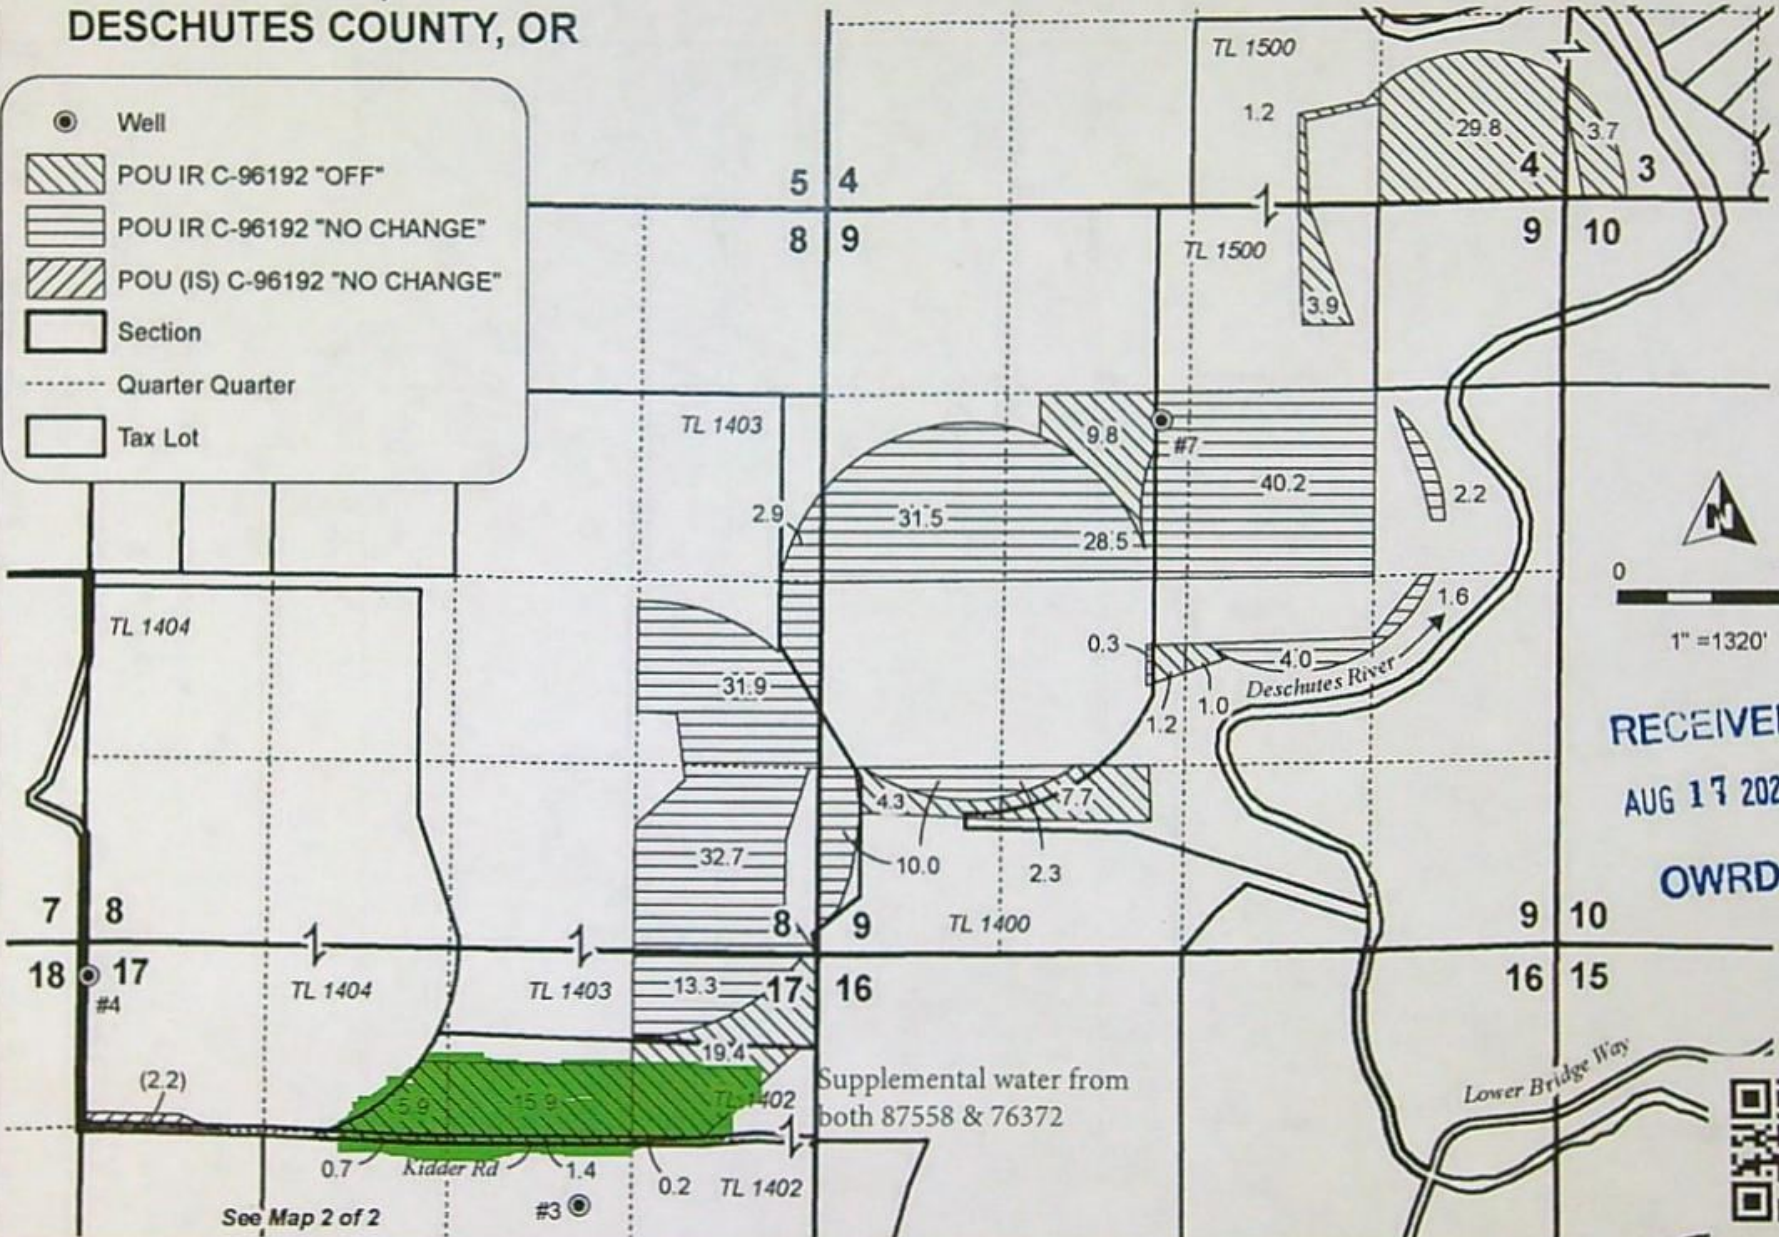 DESCHUTES COUNTY, OR
Well
POU IR C-96192 "OFF"
POU IR C-96192 "NO CHANGE"
POU (IS) C-96192 "NO CHANGE"
Section
Quarter Quarter
Tax Lot
TL 1500
1.2
29.8
3.7
5 4
4 3
8 9
TL 1500
9 10
3.9
TL 1403
9.8
#7
40.2
2.2
2.9
31.5
28.5
N
0
1.6
TL 1404
1" =1320'
0.3
4.0
31.9
Deschutes River
1.0
1.2
RECEIVE
AUG 17 202
4.3
7.7
32.7
10.0
2.3
OWRD
7 8
8 9
TL 1400
9 10
18 17
TL 1404
TL 1403
13.3
17 16
16 15
#4
19.4
(2.2)
5.9
15.9
TL 1402
Supplemental water from
both 87558 & 76372
Lower Bridge Way
0.7
Kidder Rd
1.4
0.2
TL 1402
#3
See Map 2 of 2